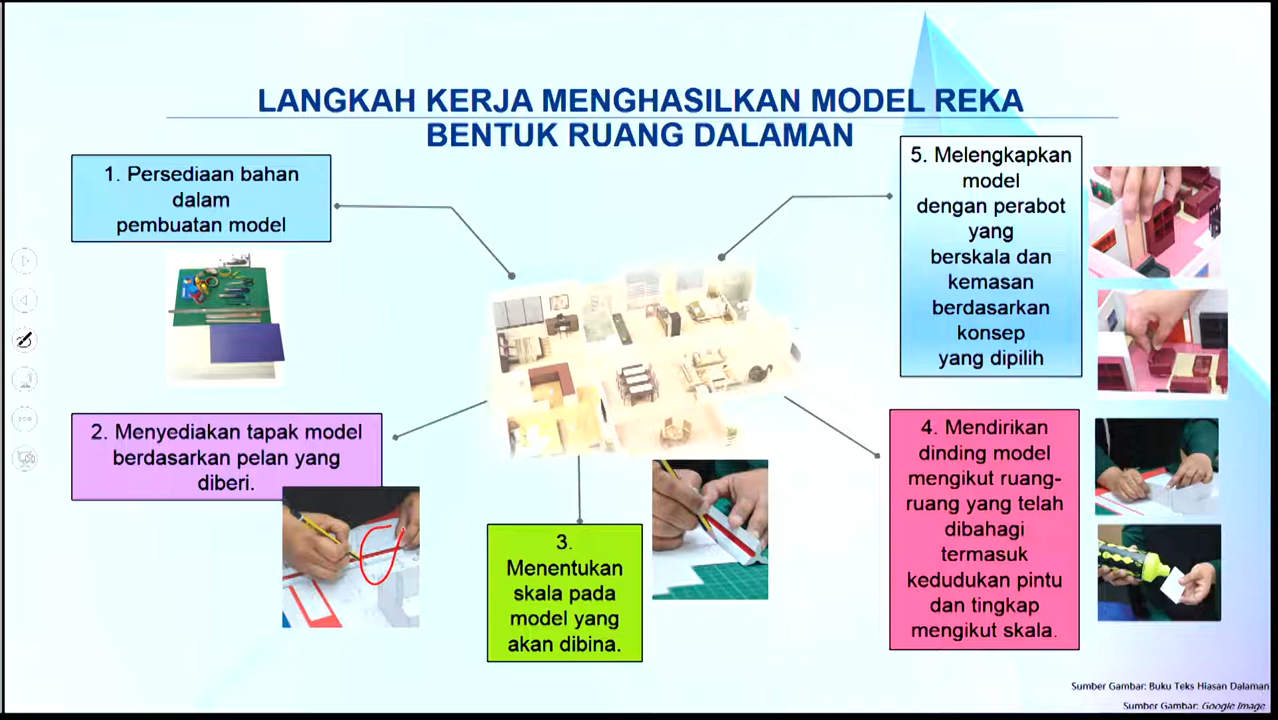 LANGKAH KERJA MENGHASILKAN MODEL REKA
BENTUK RUANG DALAMAN
1. Persediaan bahan
dalam
pembuatan model
2. Menyediakan tapak model
berdasarkan pelan yang
diberi.
3.
Menentukan
skala pada
model yang
akan dibina.
4. Mendirikan
dinding model
mengikut ruang-
ruang yang telah
dibahagi
termasuk
kedudukan pintu
dan tingkap
mengikut skala.
5. Melengkapkan
model
dengan perabot
yang
berskala dan
kemasan
berdasarkan
konsep
yang dipilih
Sumber Gambar: Buku Teks Hiasan Dalaman
Sumber Gambar: Google Image